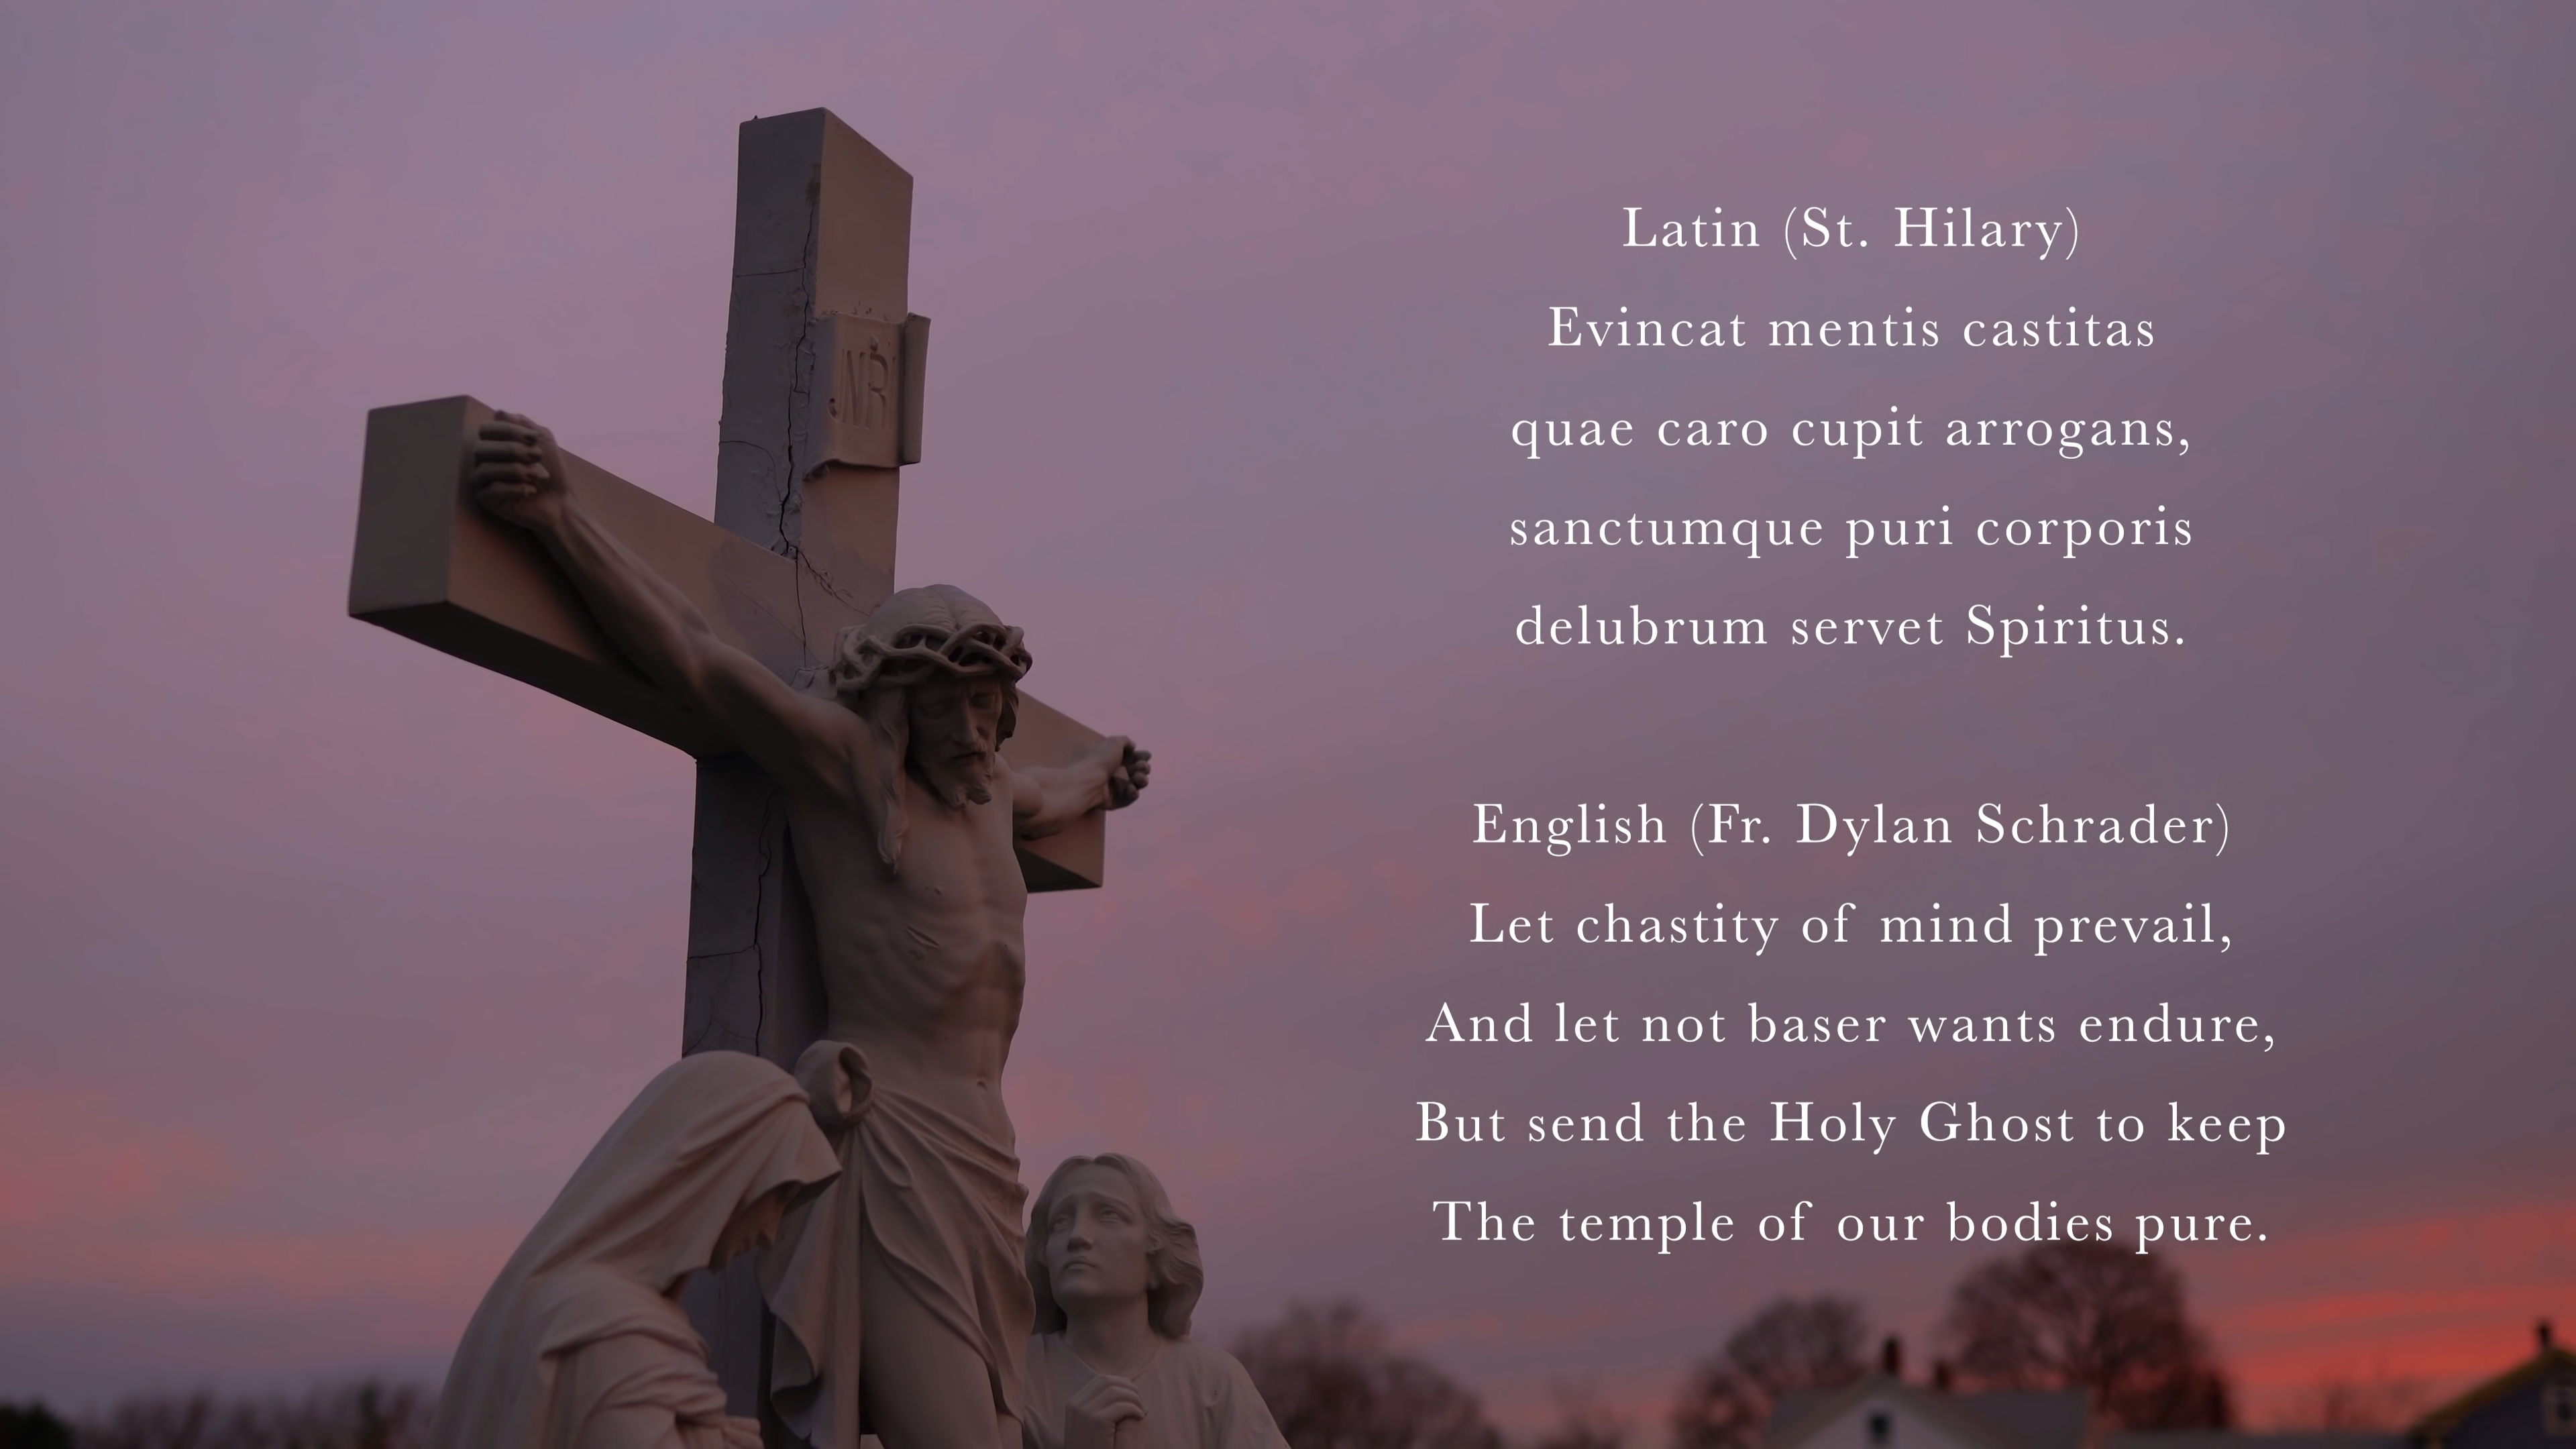 JNRI
Latin (St. Hilary)
Evincat mentis castitas
quae caro cupit arrogans,
sanctumque puri corporis
delubrum servet Spiritus.
English (Fr. Dylan Schrader)
Let chastity of mind prevail,
And let not baser wants endure,
But send the Holy Ghost to keep
The temple of our bodies pure.